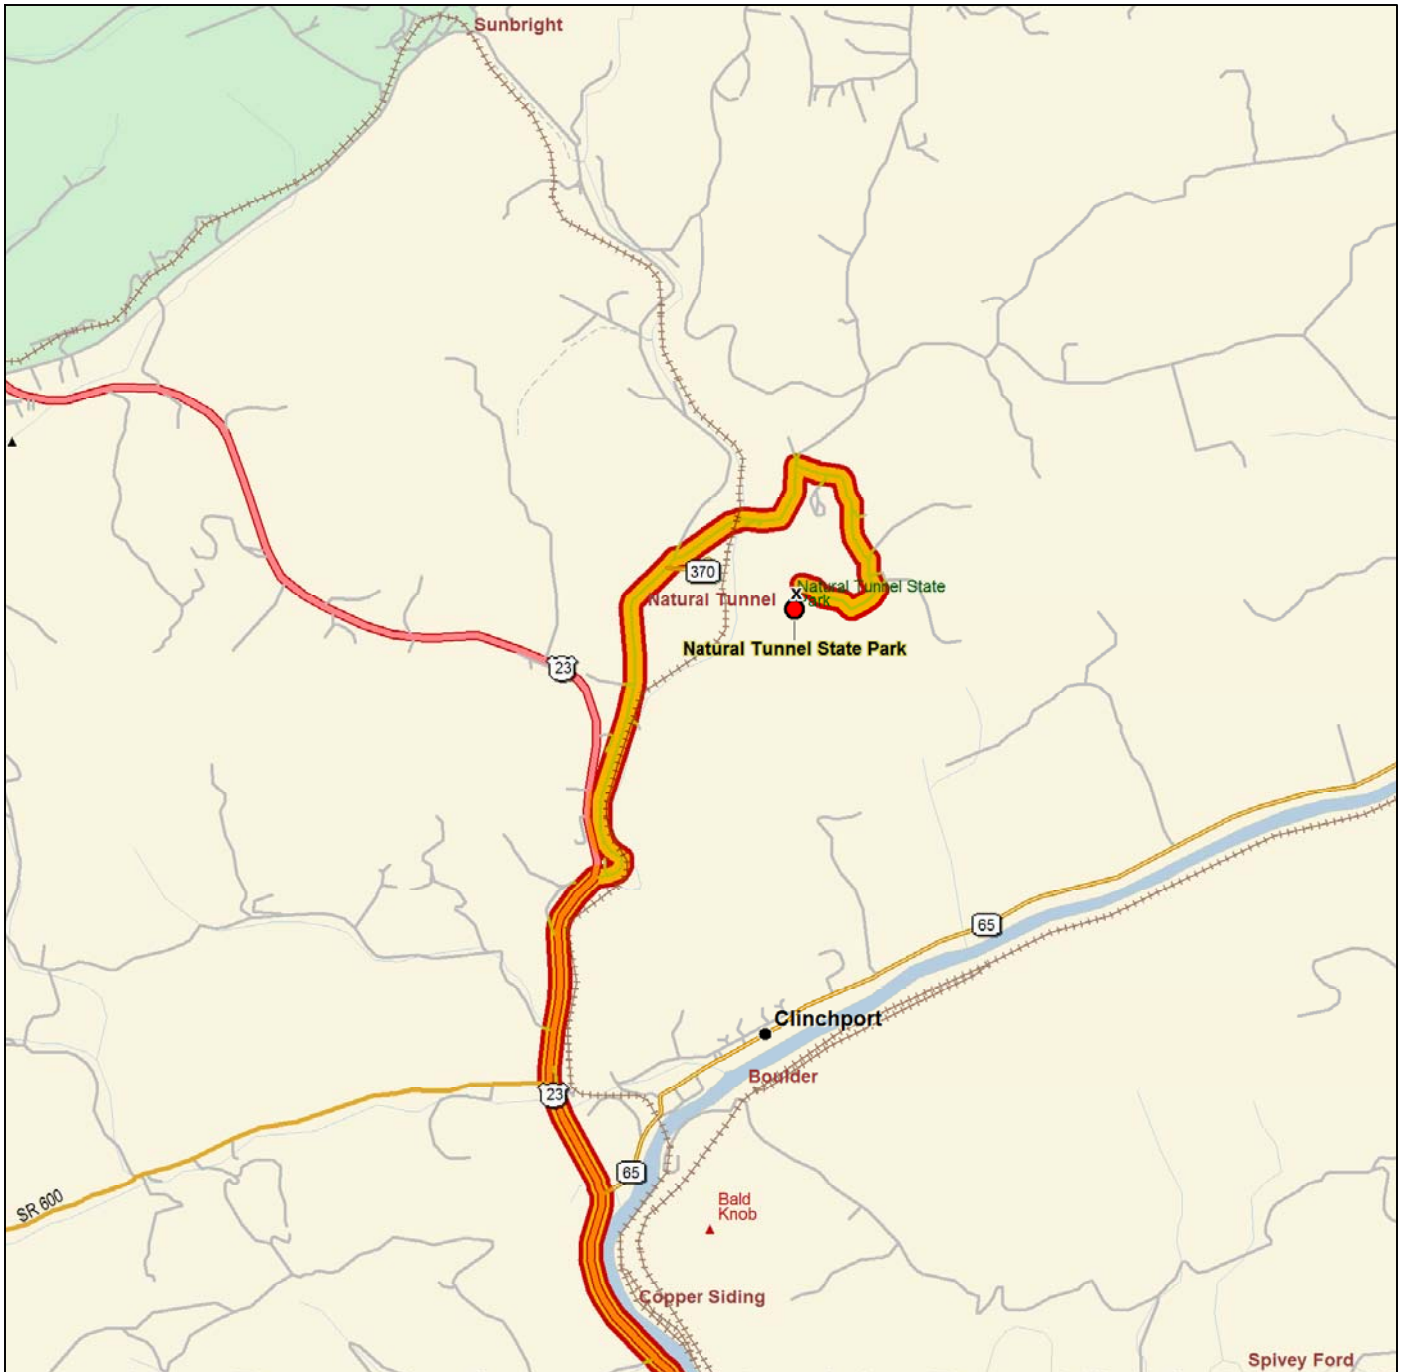 Sunbright
370
Natural Tunnel
Natural Tunnel State
Park
X
Natural Tunnel State Park
23
65
Clinchport
Boulder
23
65
SR 600
Bald
Knob
Copper Siding
Spivey Ford